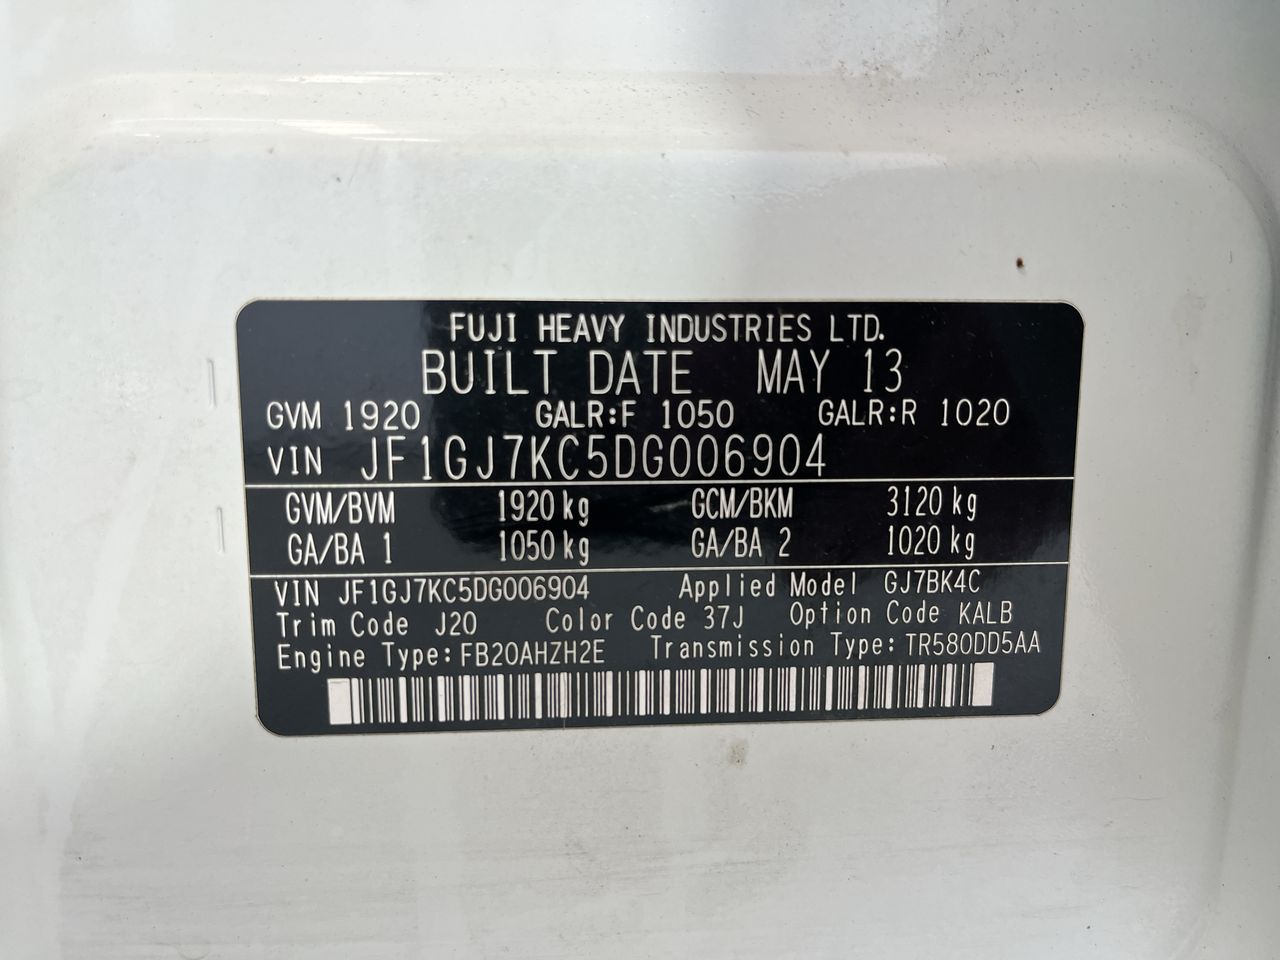 FUJI HEAVY INDUSTRIES LTD.
BUILT DATE MAY 13
GVM 1920 GALR:F 1050 GALR:R 1020
VIN JF1GJ7KC5DG006904
GVM/BVM 1920 kg GCM/BKM 3120 kg
GA/BA 1 1050 kg GA/BA 2 1020 kg
VIN JF1GJ7KC5DG006904 Applied Model GJ7BK4C
Trim Code J20 Color Code 37J Option Code KALB
Engine Type: FB20AHZH2E Transmission Type: TR580DD5AA